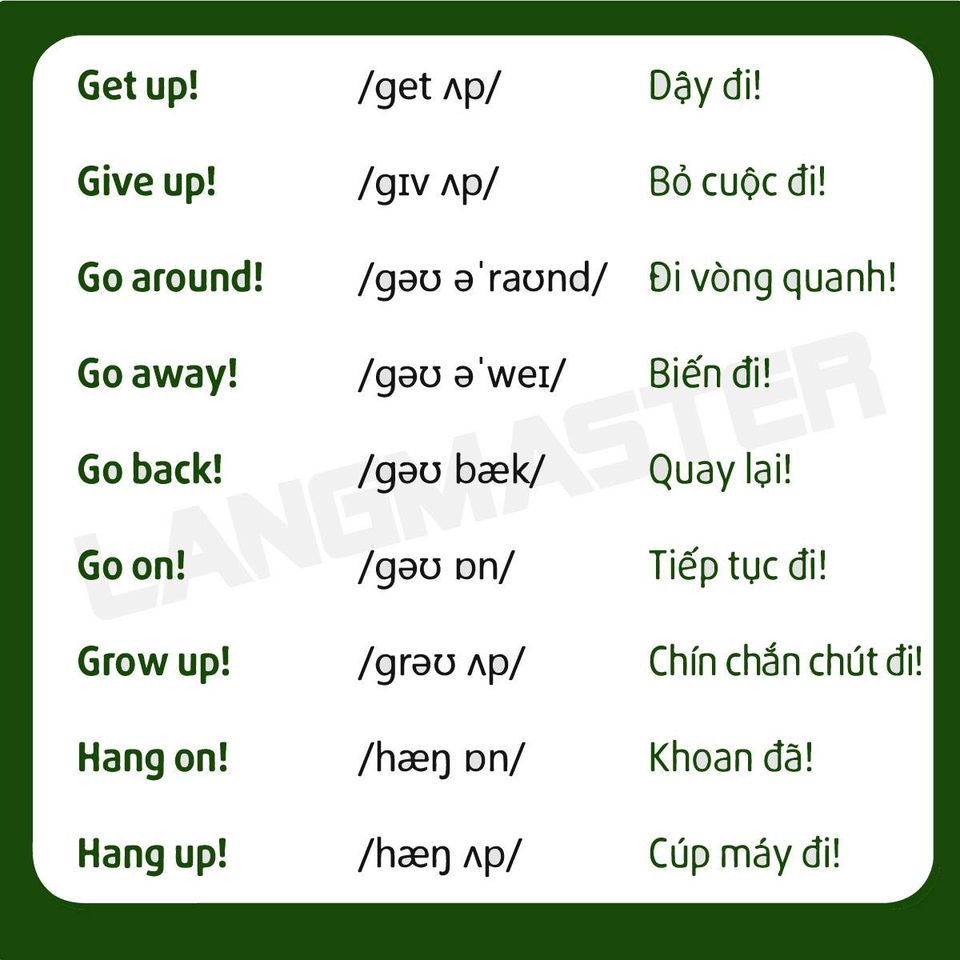 Get up! /get ʌp/ Dậy đi!
Give up! /gɪv ʌp/ Bỏ cuộc đi!
Go around! /gəʊ əˈraʊnd/ Đi vòng quanh!
Go away! /gəʊ əˈweɪ/ Biến đi!
Go back! /gəʊ bæk/ Quay lại!
Go on! /gəʊ ɒn/ Tiếp tục đi!
Grow up! /grəʊ ʌp/ Chín chắn chút đi!
Hang on! /hæŋ ɒn/ Khoan đã!
Hang up! /hæŋ ʌp/ Cúp máy đi!
LANGMASTER